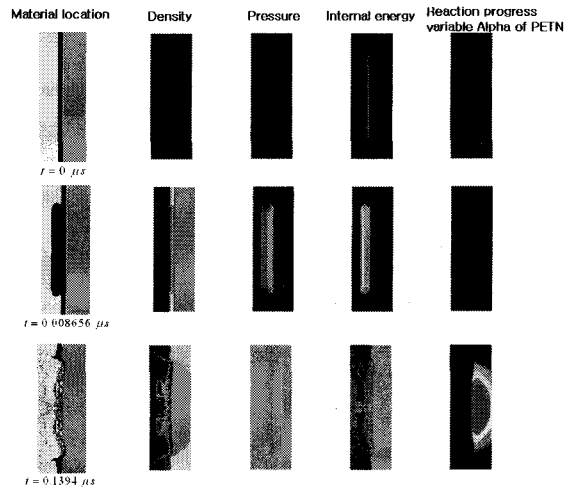 Material location
Density
Pressure
Internal energy
Reaction progress
variable Alpha of PETN
t = 0 μs
t = 0.008656 μs
t = 0.1394 μs